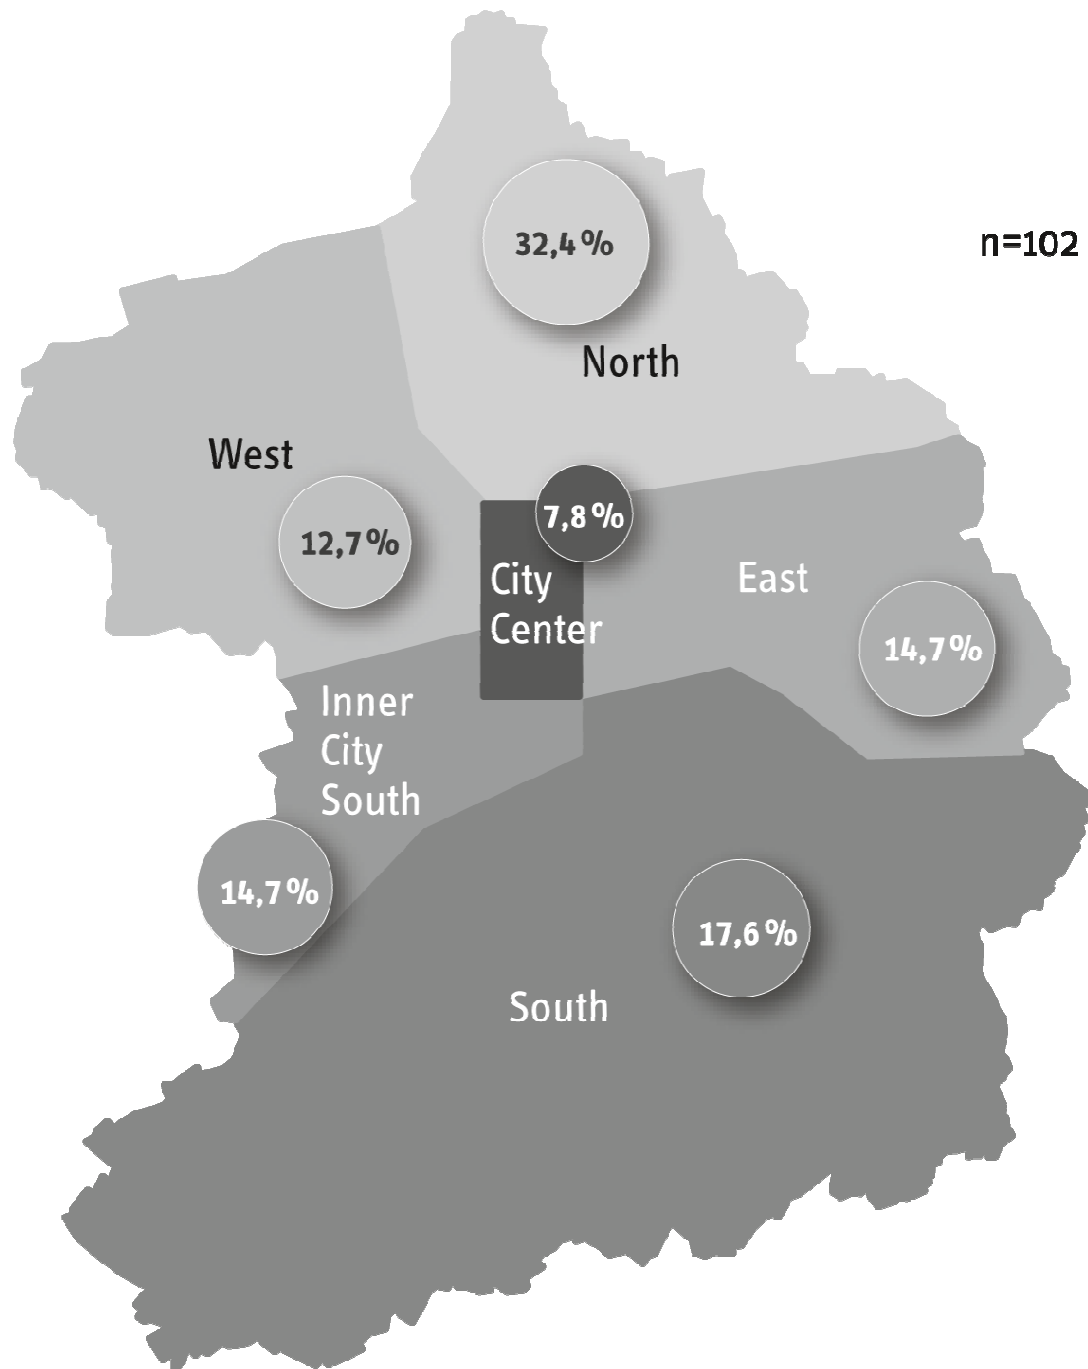 32,4 %
n=102
North
West
7,8 %
12,7 %
City
Center
East
14,7 %
Inner
City
South
14,7 %
17,6 %
South